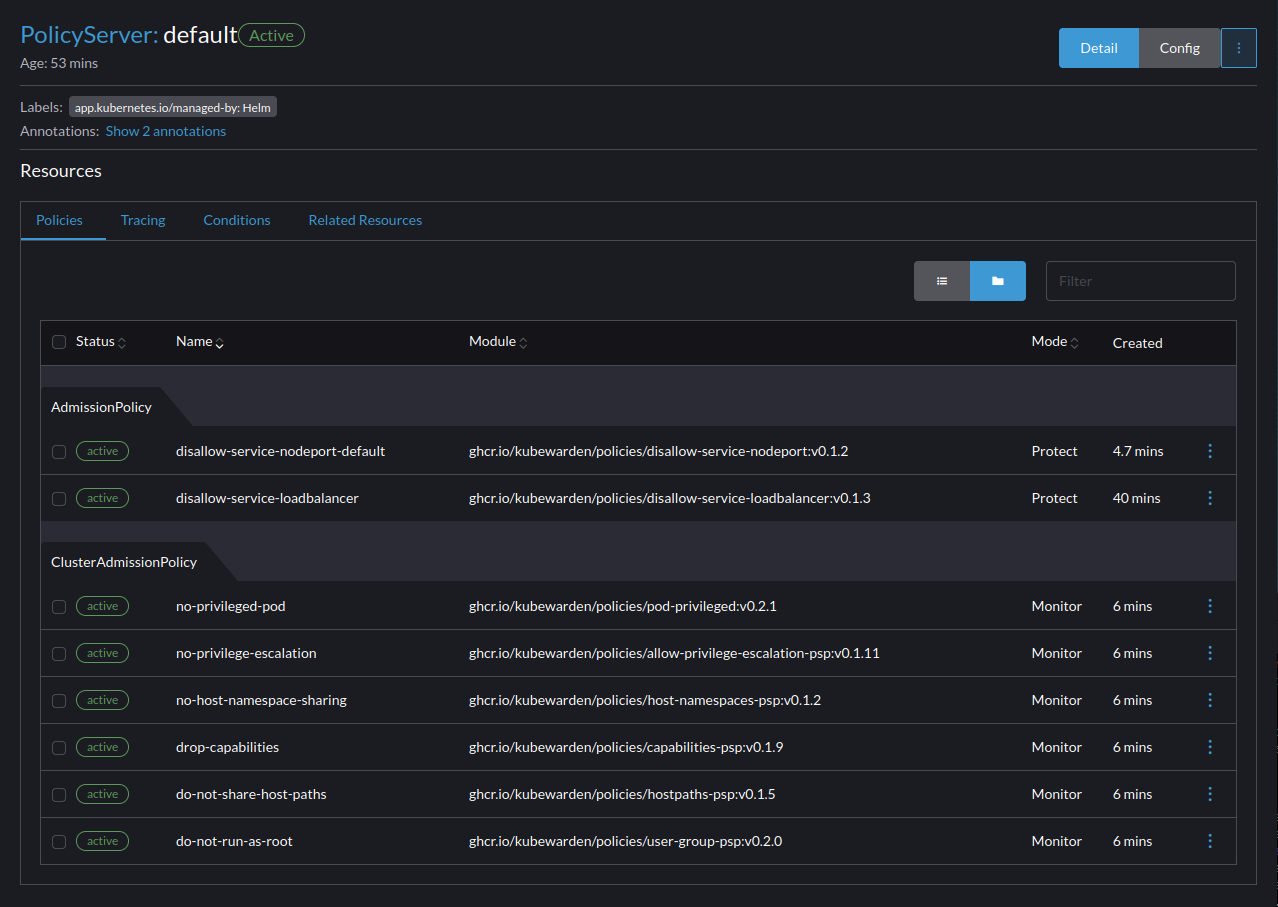 PolicyServer: default Active
Age: 53 mins
Detail Config
Labels: app.kubernetes.io/managed-by: Helm
Annotations: Show 2 annotations
Resources
Policies Tracing Conditions Related Resources
Filter
Status Name Module Mode Created
AdmissionPolicy
active disallow-service-nodeport-default ghcr.io/kubewarden/policies/disallow-service-nodeport:v0.1.2 Protect 4.7 mins
active disallow-service-loadbalancer ghcr.io/kubewarden/policies/disallow-service-loadbalancer:v0.1.3 Protect 40 mins
ClusterAdmissionPolicy
active no-privileged-pod ghcr.io/kubewarden/policies/pod-privileged:v0.2.1 Monitor 6 mins
active no-privilege-escalation ghcr.io/kubewarden/policies/allow-privilege-escalation-psp:v0.1.11 Monitor 6 mins
active no-host-namespace-sharing ghcr.io/kubewarden/policies/host-namespaces-psp:v0.1.2 Monitor 6 mins
active drop-capabilities ghcr.io/kubewarden/policies/capabilities-psp:v0.1.9 Monitor 6 mins
active do-not-share-host-paths ghcr.io/kubewarden/policies/hostpaths-psp:v0.1.5 Monitor 6 mins
active do-not-run-as-root ghcr.io/kubewarden/policies/user-group-psp:v0.2.0 Monitor 6 mins